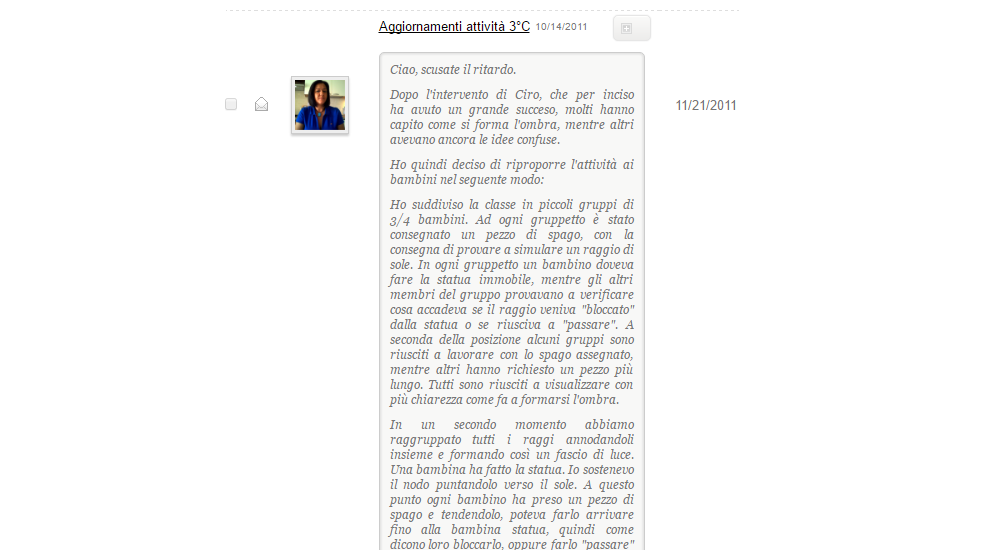 Aggiornamenti attività 3°C 10/14/2011
Ciao, scusate il ritardo.
11/21/2011
Dopo l'intervento di Ciro, che per inciso
ha avuto un grande successo, molti hanno
capito come si forma l'ombra, mentre altri
avevano ancora le idee confuse.
Ho quindi deciso di riproporre l'attività ai
bambini nel seguente modo:
Ho suddiviso la classe in piccoli gruppi di
3/4 bambini. Ad ogni gruppetto è stato
consegnato un pezzo di spago, con la
consegna di provare a simulare un raggio di
sole. In ogni gruppetto un bambino doveva
fare la statua immobile, mentre gli altri
membri del gruppo provavano a verificare
cosa accadeva se il raggio veniva "bloccato"
dalla statua o se riusciva a "passare". A
seconda della posizione alcuni gruppi sono
riusciti a lavorare con lo spago assegnato,
mentre altri hanno richiesto un pezzo più
lungo. Tutti sono riusciti a visualizzare con
più chiarezza come fa a formarsi l'ombra.
In un secondo momento abbiamo
raggruppato tutti i raggi annodandoli
insieme e formando così un fascio di luce.
Una bambina ha fatto la statua. Io sostenevo
il nodo puntandolo verso il sole. A questo
punto ogni bambino ha preso un pezzo di
spago e tendendolo, poteva farlo arrivare
fino alla bambina statua, quindi come
dicono loro bloccarlo, oppure farlo "passare"